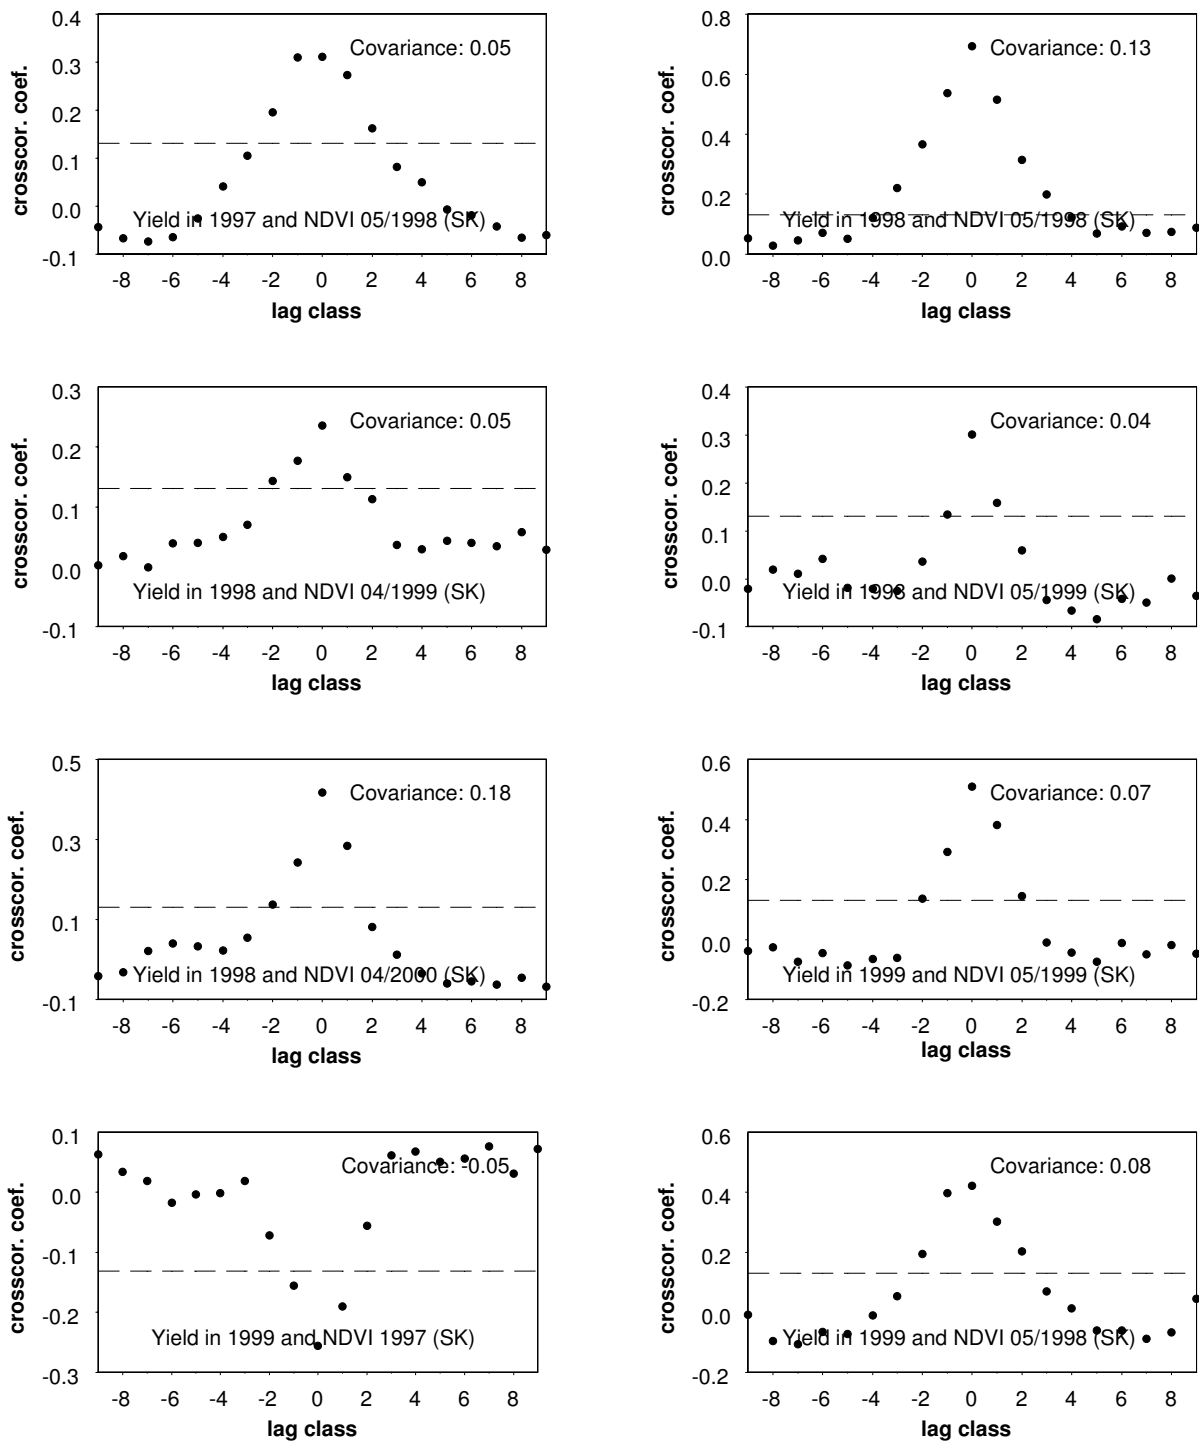 0.4
0.3
0.2
0.1
0.0
-0.1
crosscor. coef.
Covariance: 0.05
Yield in 1997 and NDVI 05/1998 (SK)
-8 -6 -4 -2 0 2 4 6 8
lag class
0.8
0.6
0.4
0.2
0.0
crosscor. coef.
Covariance: 0.13
Yield in 1998 and NDVI 05/1998 (SK)
-8 -6 -4 -2 0 2 4 6 8
lag class
0.3
0.2
0.1
0.0
-0.1
crosscor. coef.
Covariance: 0.05
Yield in 1998 and NDVI 04/1999 (SK)
-8 -6 -4 -2 0 2 4 6 8
lag class
0.4
0.3
0.2
0.1
0.0
-0.1
crosscor. coef.
Covariance: 0.04
Yield in 1998 and NDVI 05/1999 (SK)
-8 -6 -4 -2 0 2 4 6 8
lag class
0.5
0.3
0.1
-0.1
crosscor. coef.
Covariance: 0.18
Yield in 1998 and NDVI 04/2000 (SK)
-8 -6 -4 -2 0 2 4 6 8
lag class
0.6
0.4
0.2
0.0
-0.2
crosscor. coef.
Covariance: 0.07
Yield in 1999 and NDVI 05/1999 (SK)
-8 -6 -4 -2 0 2 4 6 8
lag class
0.1
0.0
-0.1
-0.2
-0.3
crosscor. coef.
Covariance: -0.05
Yield in 1999 and NDVI 1997 (SK)
-8 -6 -4 -2 0 2 4 6 8
lag class
0.6
0.4
0.2
0.0
-0.2
crosscor. coef.
Covariance: 0.08
Yield in 1999 and NDVI 05/1998 (SK)
-8 -6 -4 -2 0 2 4 6 8
lag class